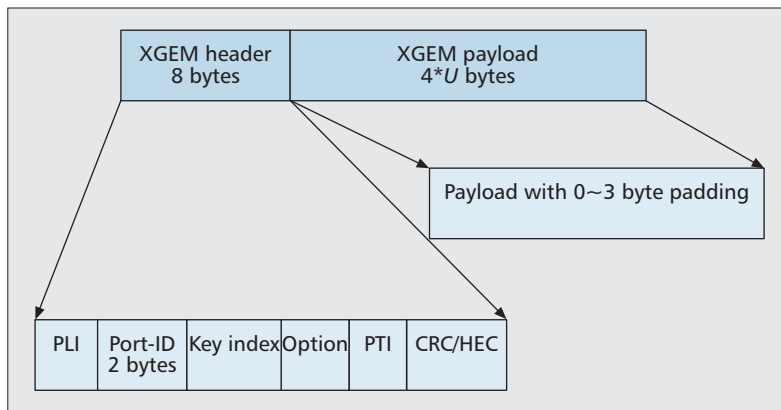 XGEM header
8 bytes
XGEM payload
4*U bytes
Payload with 0~3 byte padding
PLI
Port-ID
2 bytes
Key index
Option
PTI
CRC/HEC